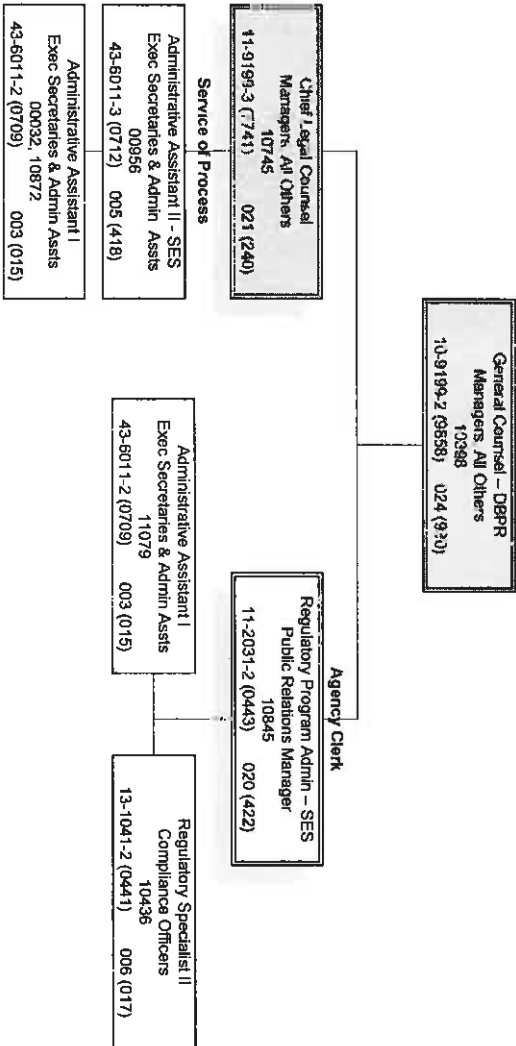 General Counsel – DBPR
Managers, All Others
10398
10-9199-2 (9858) 024 (930)
Chief Legal Counsel
Managers, All Others
10745
11-9199-3 (7741) 021 (240)
Agency Clerk
Regulatory Program Admin – SES
Public Relations Manager
10845
11-2031-2 (0443) 020 (422)
Service of Process
Administrative Assistant II - SES
Exec Secretaries & Admin Assts
00956
43-6011-3 (0712) 005 (418)
Administrative Assistant I
Exec Secretaries & Admin Assts
00032, 10872
43-6011-2 (0709) 003 (015)
Administrative Assistant I
Exec Secretaries & Admin Assts
11079
43-6011-2 (0709) 003 (015)
Regulatory Specialist II
Compliance Officers
10436
13-1041-2 (0441) 006 (017)